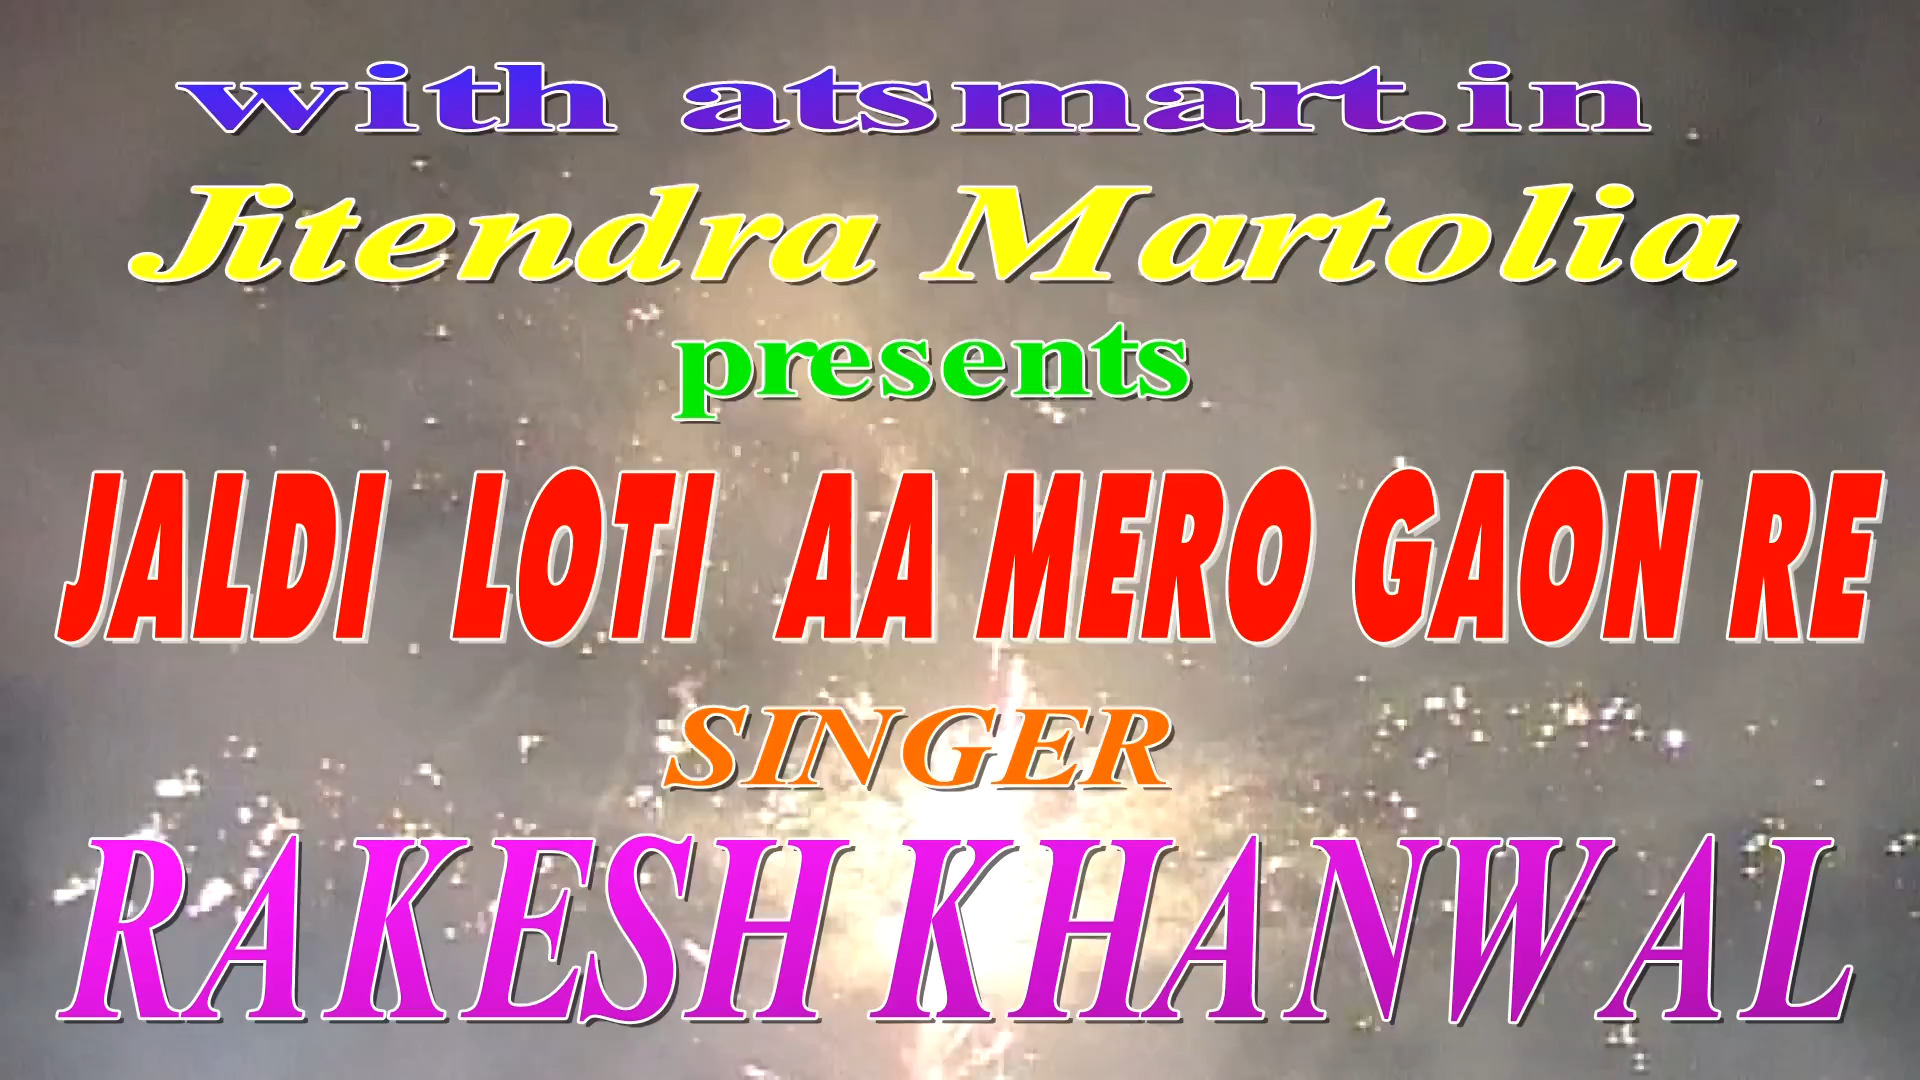 with atsmart.in
Jitendra Martolia
presents
JALDI LOTI AA MERO GAON RE
SINGER
RAKESH KHANWAL